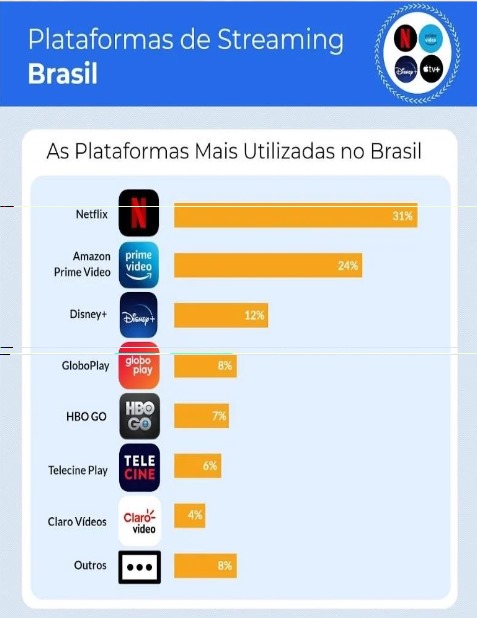 Plataformas de Streaming
Brasil
N
prime video
Disney+
tv+
As Plataformas Mais Utilizadas no Brasil
Netflix
N
31%
Amazon
Prime Video
prime
video
24%
Disney+
Disney+
12%
GloboPlay
globo
play
8%
HBO GO
HBO
GO
7%
Telecine Play
TELE
CINE
6%
Claro Vídeos
Claro-
video
4%
Outros
8%